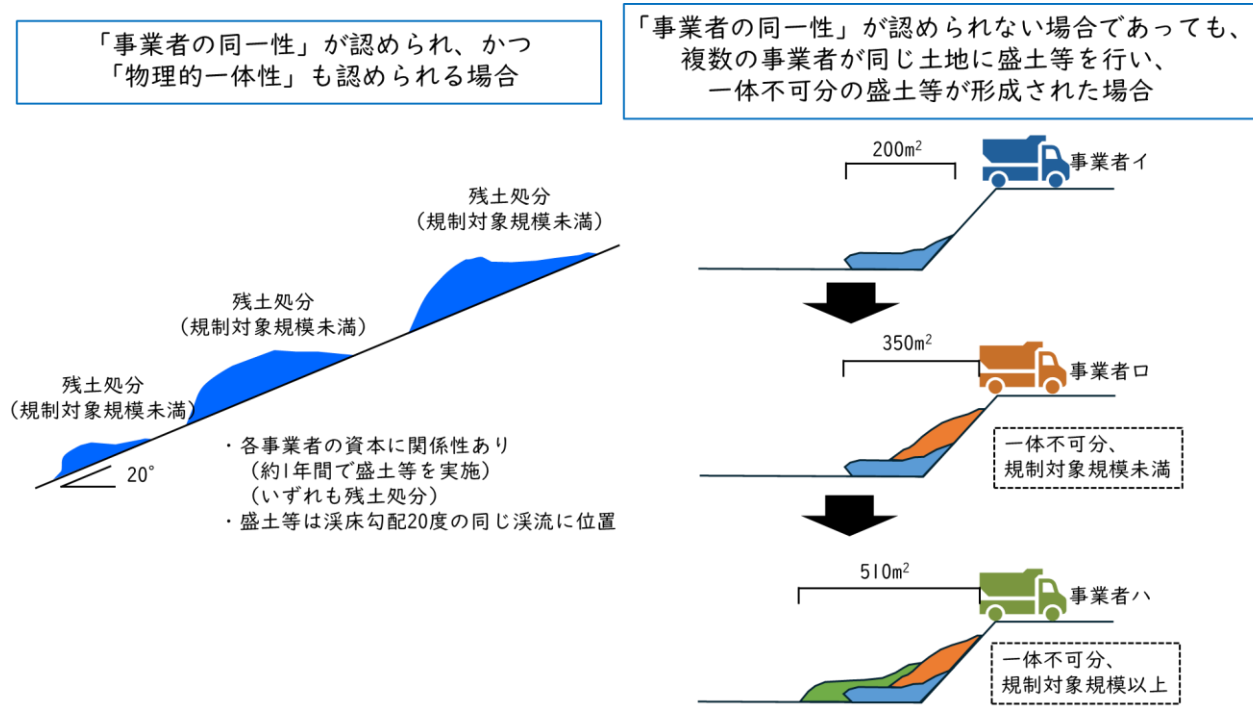 「事業者の同一性」が認められ、かつ
「物理的一体性」も認められる場合
残土処分
（規制対象規模未満）
残土処分
（規制対象規模未満）
残土処分
（規制対象規模未満）
20°
・各事業者の資本に関係性あり
（約1年間で盛土等を実施）
（いずれも残土処分）
・盛土等は渓床勾配20度の同じ渓流に位置
「事業者の同一性」が認められない場合であっても、
複数の事業者が同じ土地に盛土等を行い、
一体不可分の盛土等が形成された場合
200m²
事業者イ
350m²
事業者ロ
一体不可分、
規制対象規模未満
510m²
事業者ハ
一体不可分、
規制対象規模以上